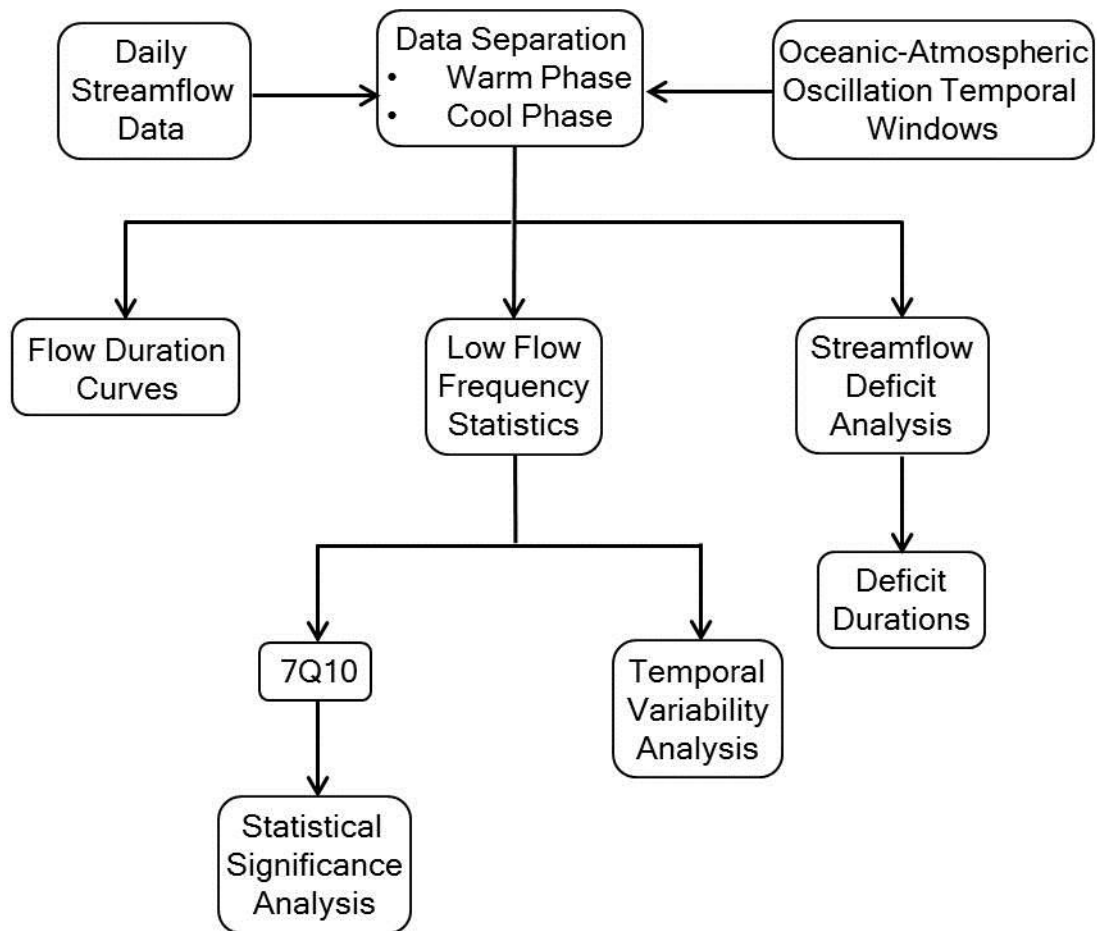 Daily
Streamflow
Data
Data Separation
• Warm Phase
• Cool Phase
Oceanic-Atmospheric
Oscillation Temporal
Windows
Flow Duration
Curves
Low Flow
Frequency
Statistics
Streamflow
Deficit
Analysis
Deficit
Durations
7Q10
Temporal
Variability
Analysis
Statistical
Significance
Analysis